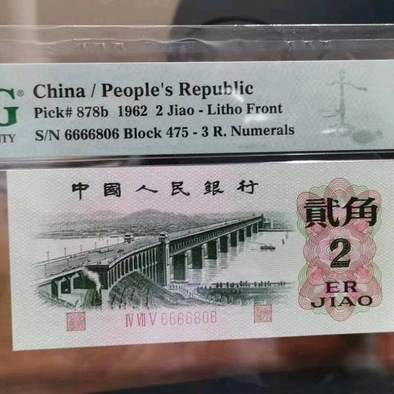 G®
NITY
China / People's Republic
Pick# 878b 1962 2 Jiao - Litho Front
S/N 6666806 Block 475 - 3 R. Numerals
中國人民銀行
貳角
2
ER
JIAO
Ⅳ Ⅶ Ⅴ 6666806